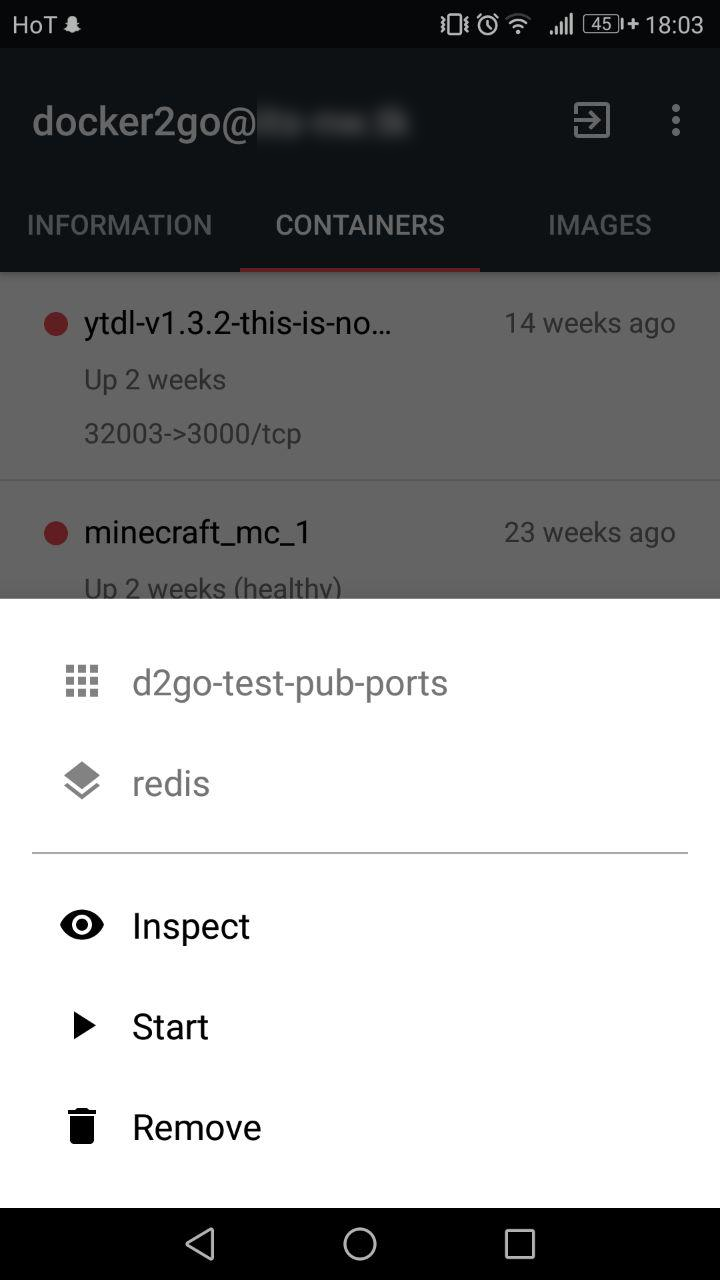 HoT 45 18:03
docker2go@
INFORMATION CONTAINERS IMAGES
ytdl-v1.3.2-this-is-no... 14 weeks ago
Up 2 weeks
32003->3000/tcp
minecraft_mc_1 23 weeks ago
Up 2 weeks (healthy)
d2go-test-pub-ports
redis
Inspect
Start
Remove